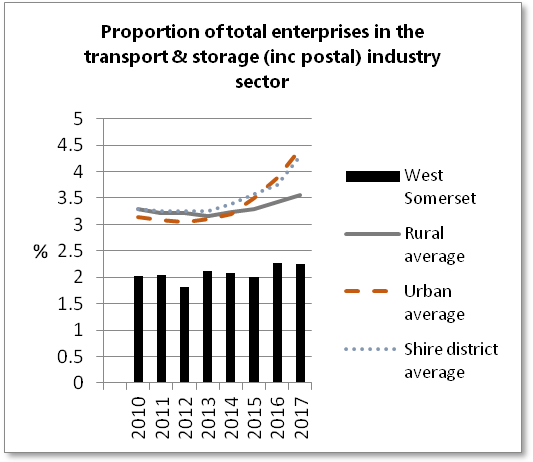 Proportion of total enterprises in the
transport & storage (inc postal) industry
sector
5
4.5
4
3.5
3
2.5
2
1.5
1
0.5
0
%
2010
2011
2012
2013
2014
2015
2016
2017
West
Somerset
Rural
average
Urban
average
Shire district
average